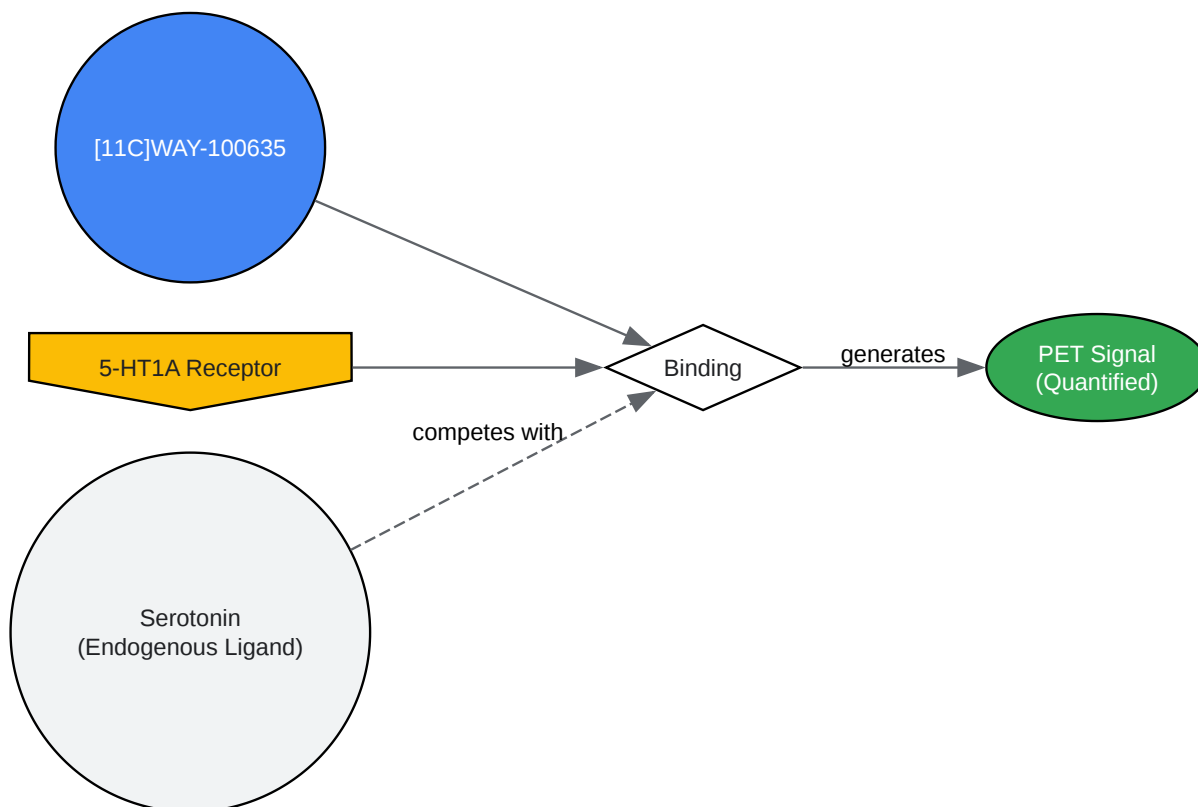 [11C]WAY-100635
5-HT1A Receptor
Binding
generates
PET Signal
(Quantified)
competes with
Serotonin
(Endogenous Ligand)